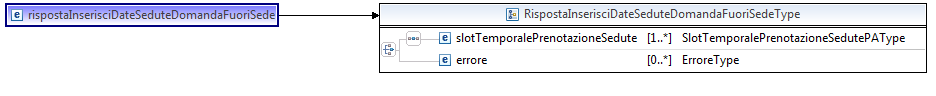 e rispostaInserisciDateSeduteDomandaFuoriSede
RispostaInserisciDateSeduteDomandaFuoriSedeType
e slotTemporalePrenotazioneSedute [1..*] SlotTemporalePrenotazioneSedutePAType
e errore [0..*] ErroreType